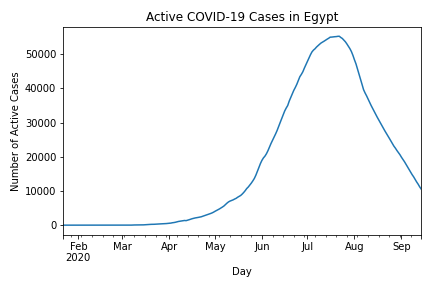 Active COVID-19 Cases in Egypt
Number of Active Cases
50000
40000
30000
20000
10000
0
Feb Mar Apr May Jun Jul Aug Sep
2020
Day